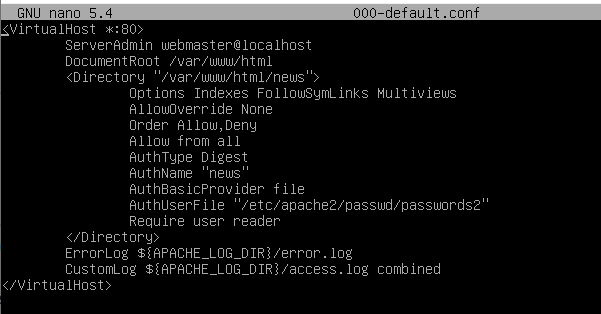 GNU nano 5.4 000-default.conf
<VirtualHost *:80>
ServerAdmin webmaster@localhost
DocumentRoot /var/www/html
<Directory "/var/www/html/news">
Options Indexes FollowSymLinks Multiviews
AllowOverride None
Order Allow,Deny
Allow from all
AuthType Digest
AuthName "news"
AuthBasicProvider file
AuthUserFile "/etc/apache2/passwd/passwords2"
Require user reader
</Directory>
ErrorLog ${APACHE_LOG_DIR}/error.log
CustomLog ${APACHE_LOG_DIR}/access.log combined
</VirtualHost>